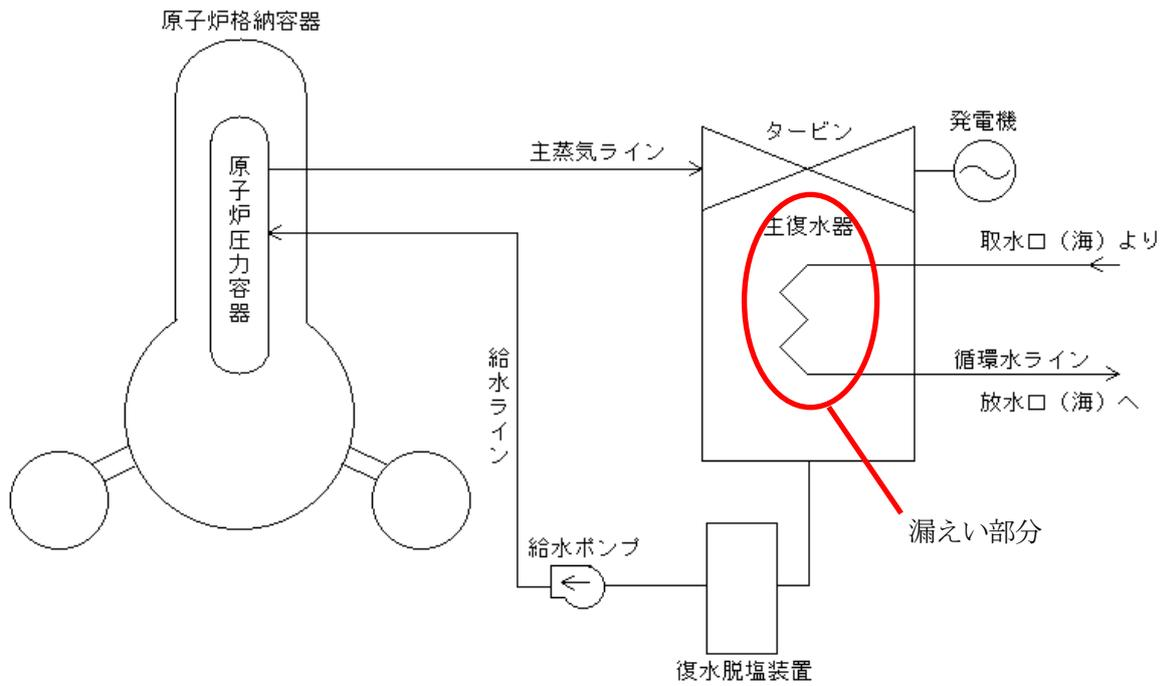 原子炉格納容器
原子炉圧力容器
主蒸気ライン
タービン
発電機
主復水器
取水口（海）より
循環水ライン
放水口（海）へ
給水ライン
漏えい部分
給水ポンプ
復水脱塩装置